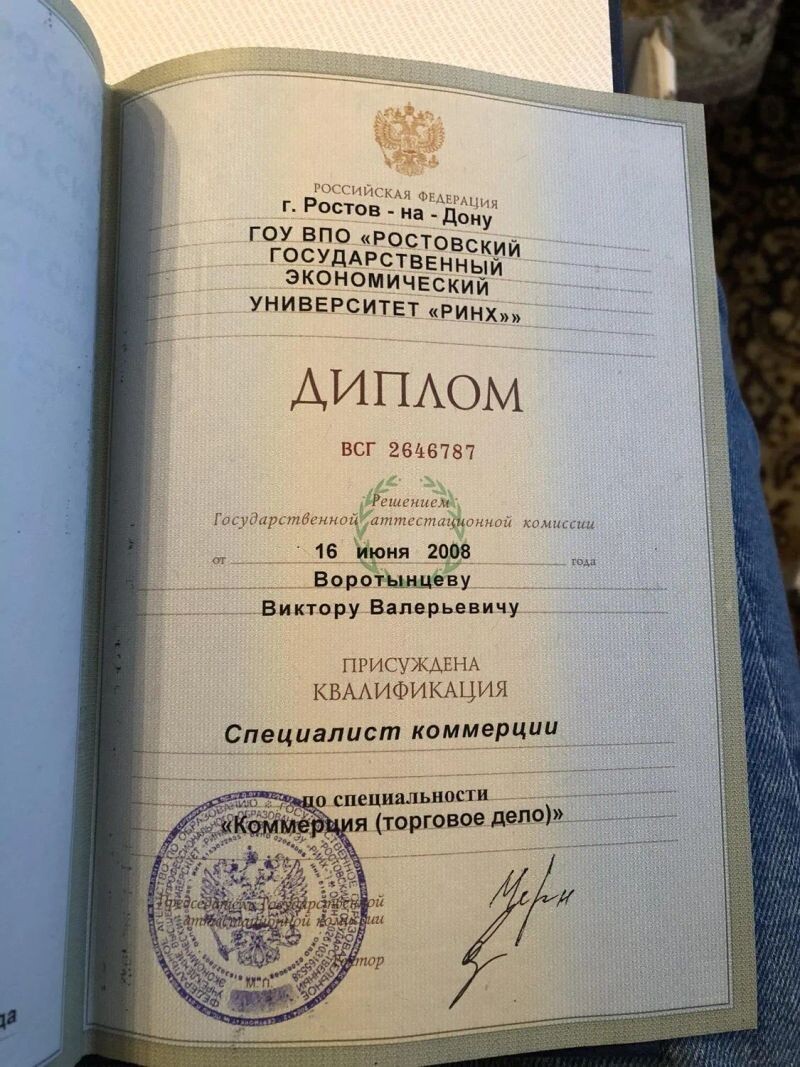 РОССИЙСКАЯ ФЕДЕРАЦИЯ
г. Ростов - на - Дону
ГОУ ВПО «РОСТОВСКИЙ
ГОСУДАРСТВЕННЫЙ
ЭКОНОМИЧЕСКИЙ
УНИВЕРСИТЕТ «РИНХ»»
ДИПЛОМ
ВСГ 2646787
Решением
Государственной аттестационной комиссии
от 16 июня 2008 года
Воротынцеву
Виктору Валерьевичу
ПРИСУЖДЕНА
КВАЛИФИКАЦИЯ
Специалист коммерции
по специальности
«Коммерция (торговое дело)»
Председатель Государственной
аттестационной комиссии
Ректор
М.П.